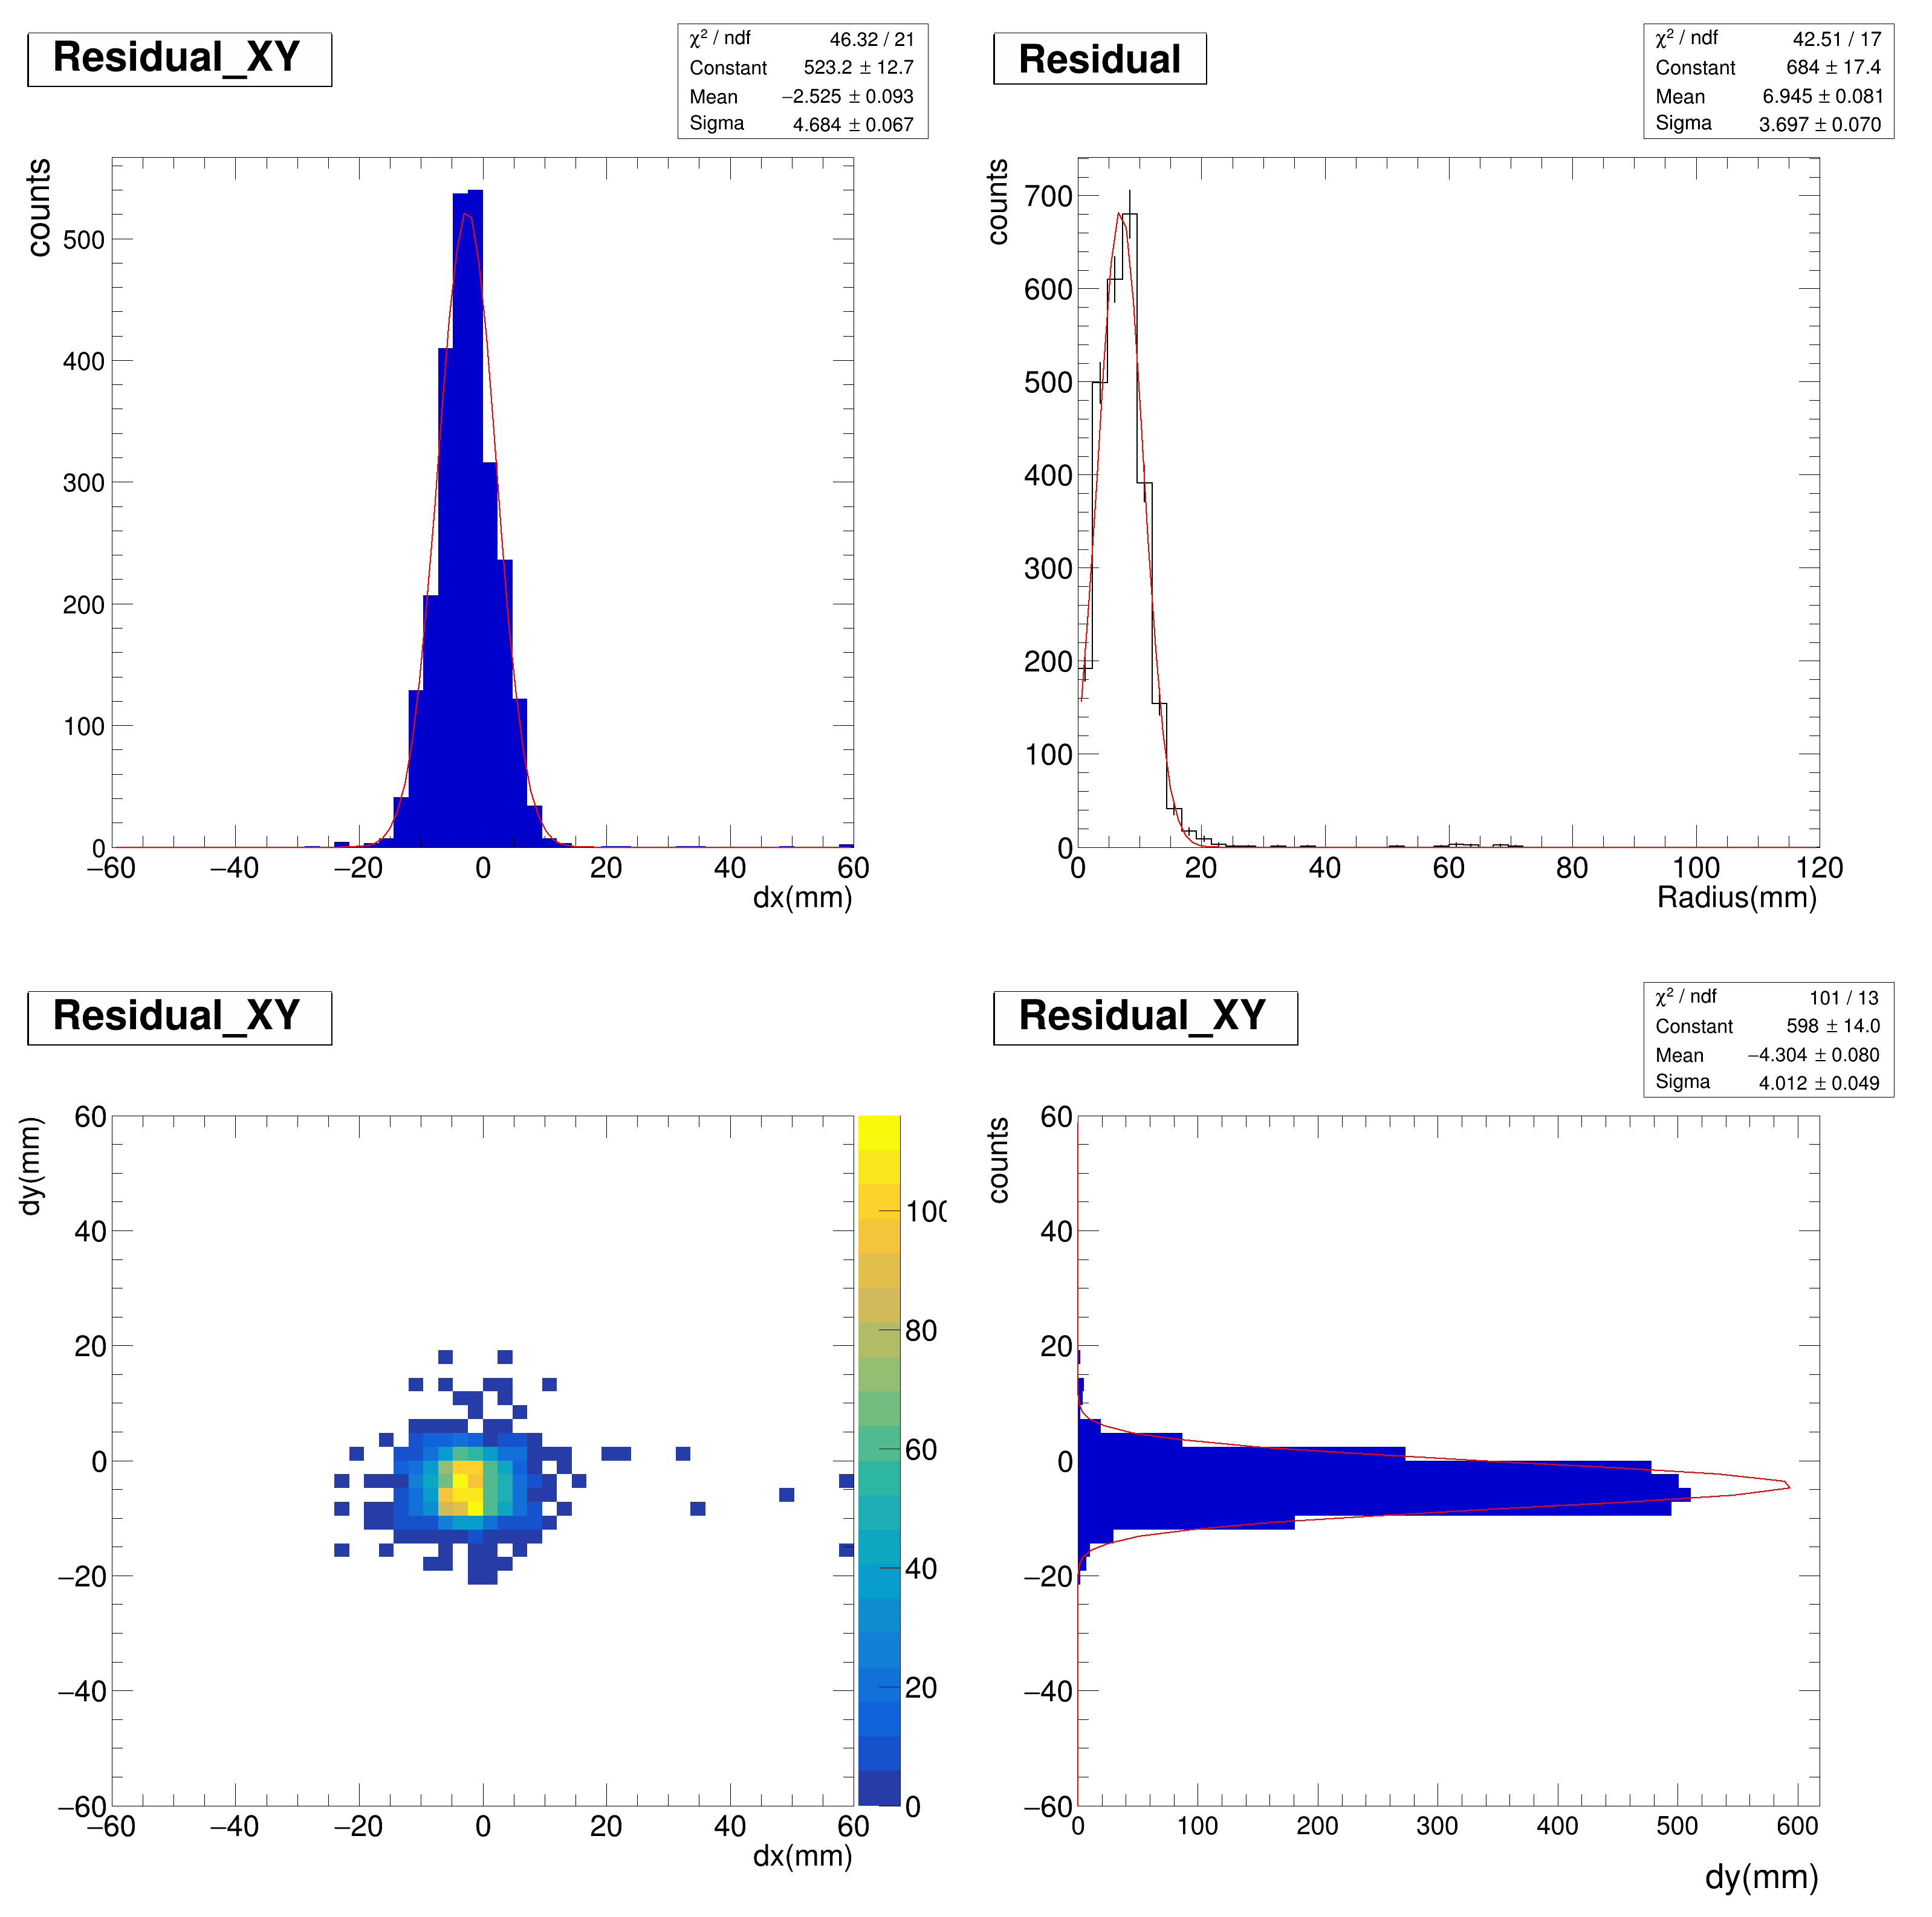 Residual_XY
χ² / ndf 46.32 / 21
Constant 523.2 ± 12.7
Mean −2.525 ± 0.093
Sigma 4.684 ± 0.067
counts
500
400
300
200
100
0
−60 −40 −20 0 20 40 60
dx(mm)
Residual
χ² / ndf 42.51 / 17
Constant 684 ± 17.4
Mean 6.945 ± 0.081
Sigma 3.697 ± 0.070
counts
700
600
500
400
300
200
100
0
0 20 40 60 80 100 120
Radius(mm)
Residual_XY
dy(mm)
60
40
20
0
−20
−40
−60
−60 −40 −20 0 20 40 60
dx(mm)
100
80
60
40
20
0
Residual_XY
χ² / ndf 101 / 13
Constant 598 ± 14.0
Mean −4.304 ± 0.080
Sigma 4.012 ± 0.049
counts
60
40
20
0
−20
−40
−60
0 100 200 300 400 500 600
dy(mm)